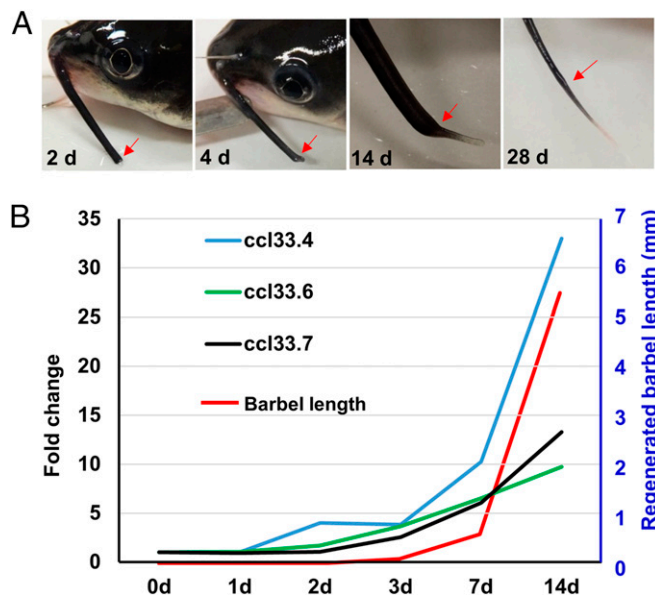 A
2 d
4 d
14 d
28 d
B
35
30
25
20
15
10
5
0
Fold change
ccl33.4
ccl33.6
ccl33.7
Barbel length
7
6
5
4
3
2
1
0
Regenerated barbel length (mm)
0d 1d 2d 3d 7d 14d